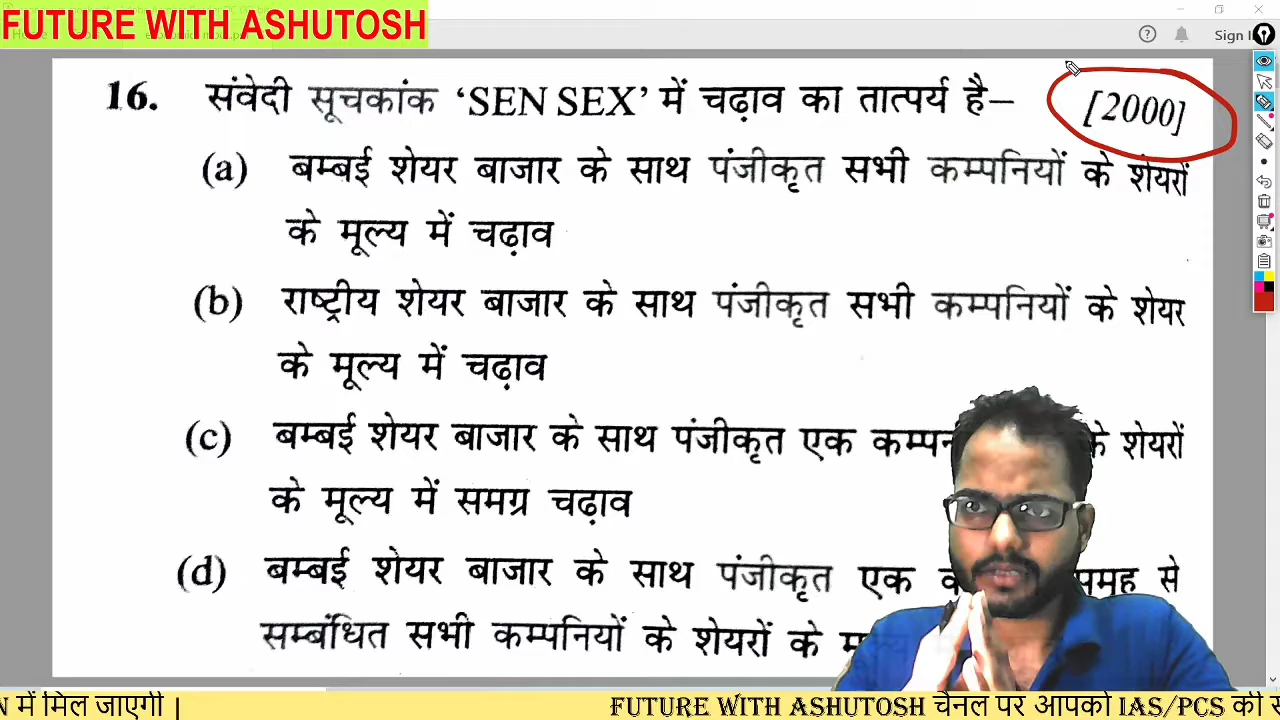 FUTURE WITH ASHUTOSH
Sign I
16. संवेदी सूचकांक ‘SEN SEX’ में चढ़ाव का तात्पर्य है– [2000]
(a) बम्बई शेयर बाजार के साथ पंजीकृत सभी कम्पनियों के शेयरों
के मूल्य में चढ़ाव
(b) राष्ट्रीय शेयर बाजार के साथ पंजीकृत सभी कम्पनियों के शेयर
के मूल्य में चढ़ाव
(c) बम्बई शेयर बाजार के साथ पंजीकृत एक के शेयरों
के मूल्य में समग्र चढ़ाव
(d) बम्बई शेयर बाजार के साथ पंजीकृत एक समूह से
सम्बंधित सभी कम्पनियों के शेयरों के
N में मिल जाएगी | FUTURE WITH ASHUTOSH चैनल पर आपको IAS/PCS की